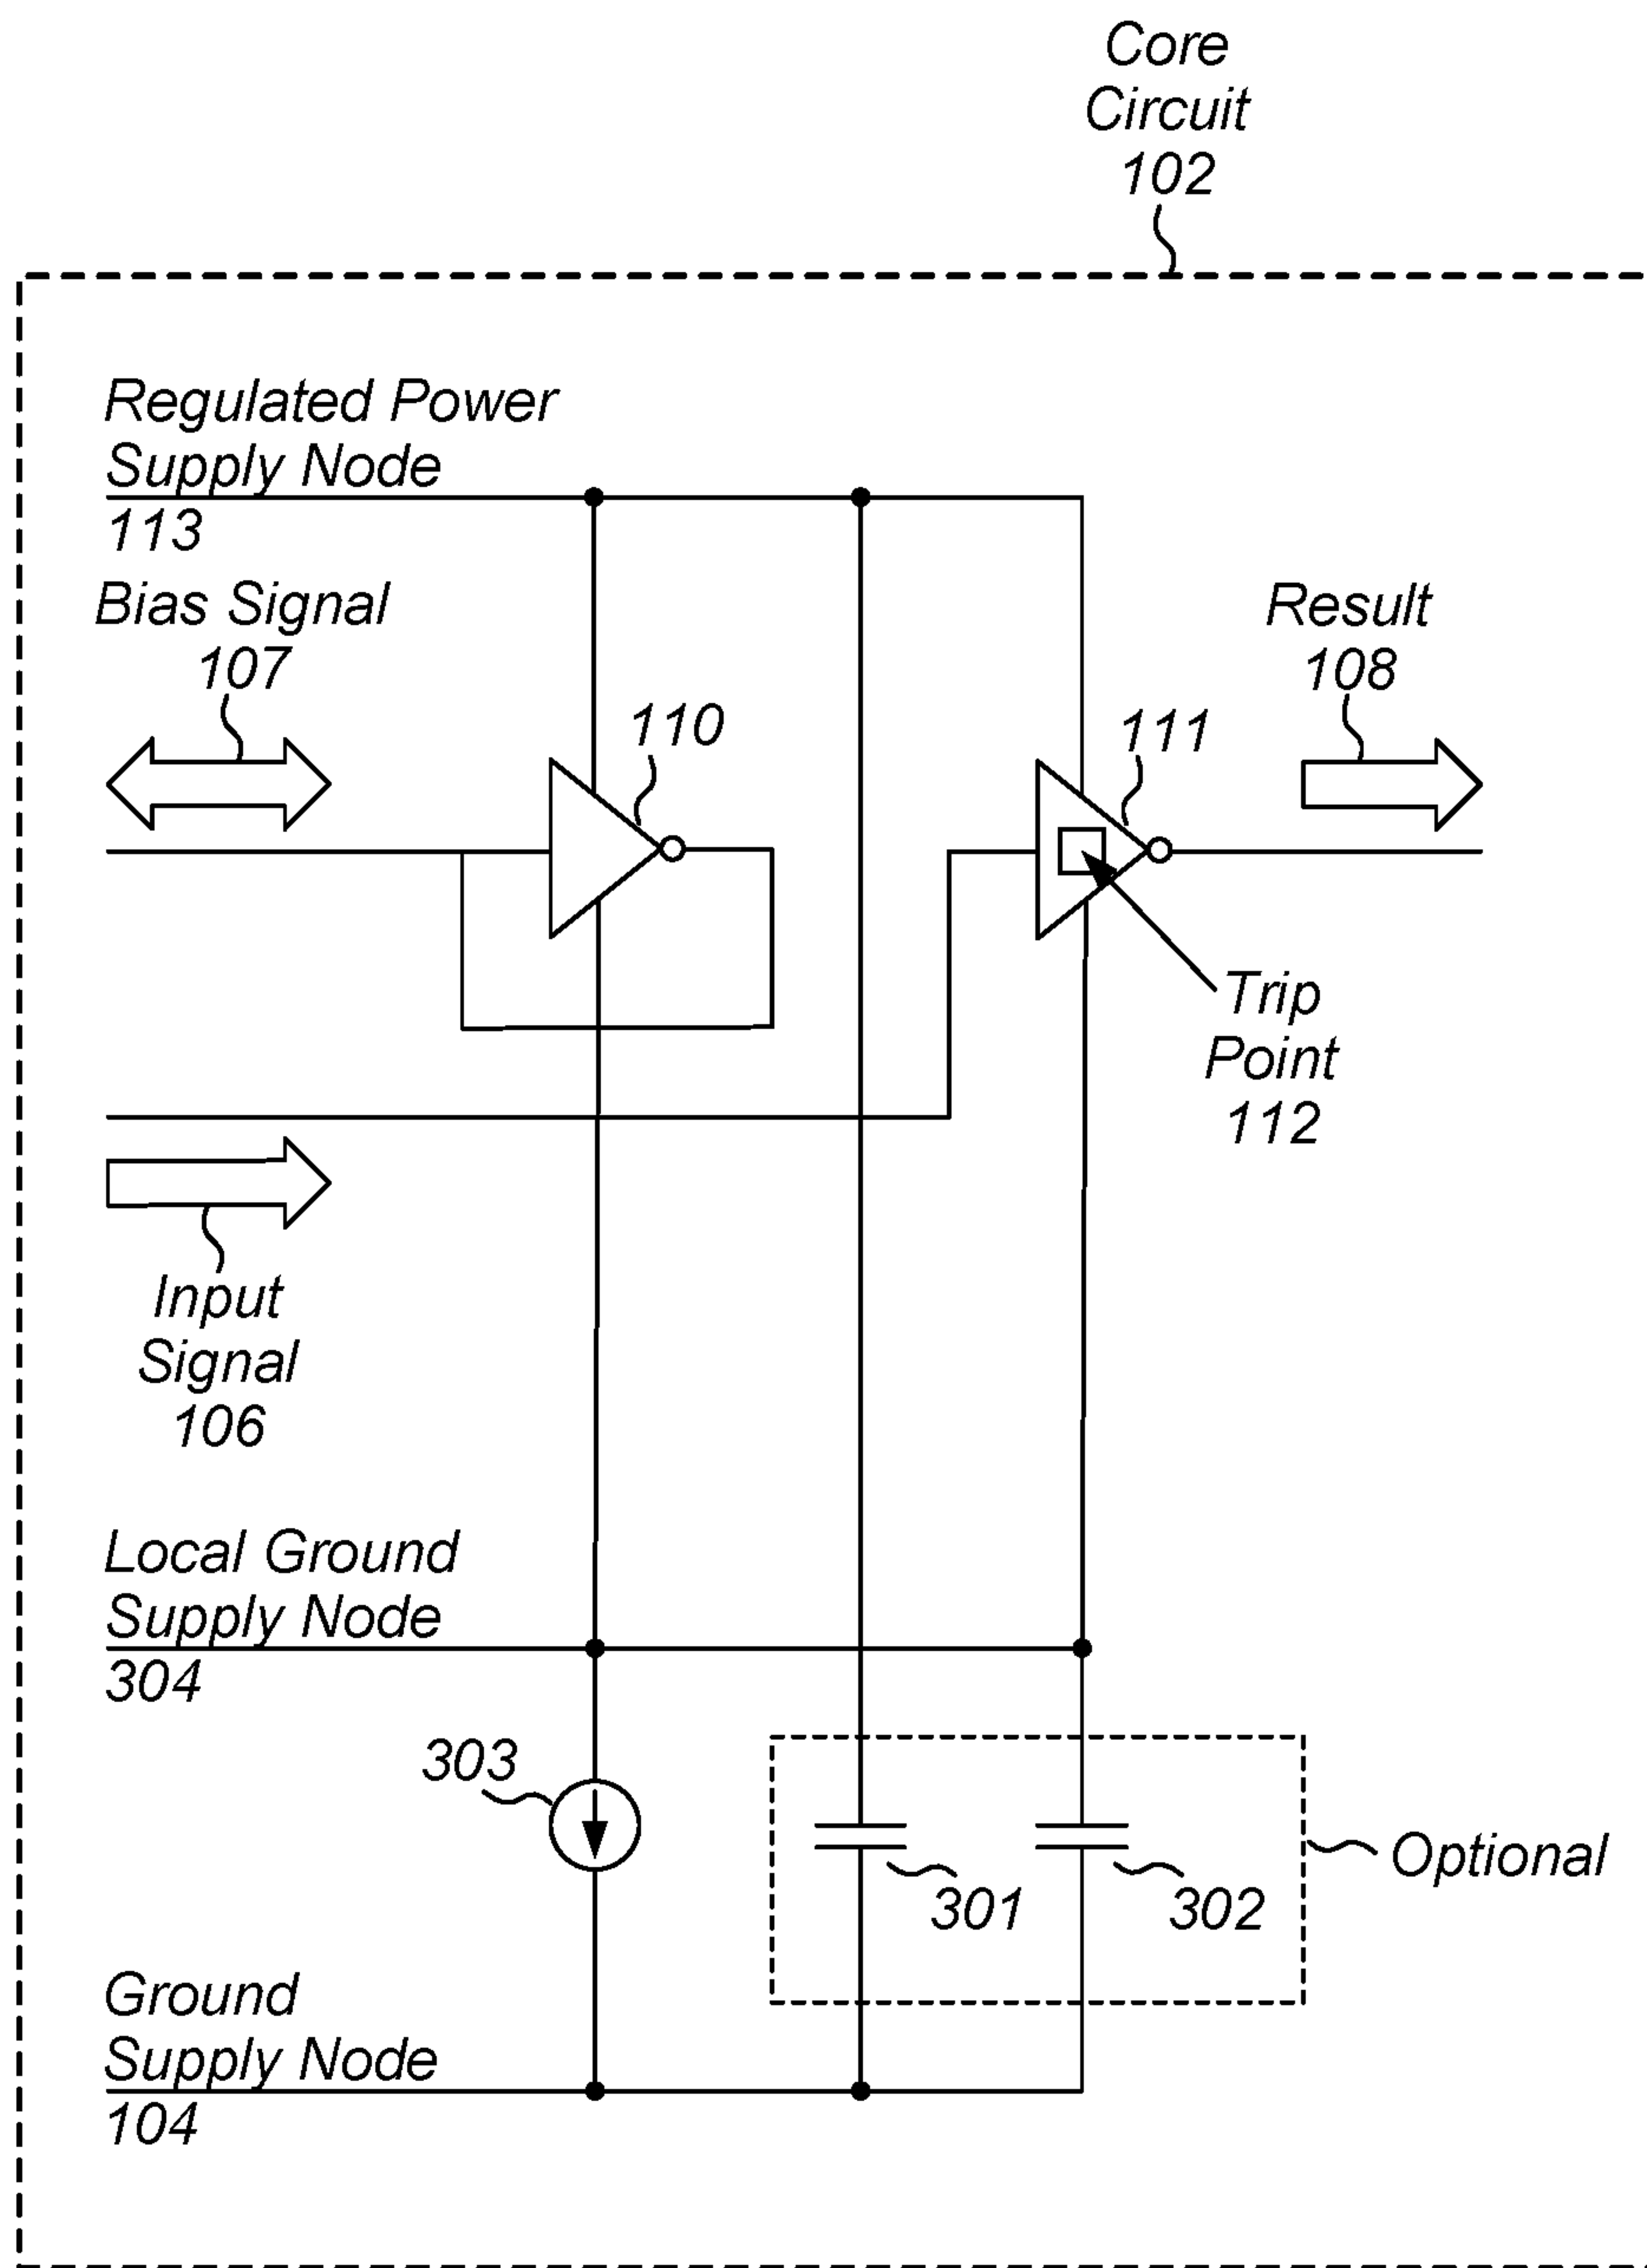 Core
Circuit
102
Regulated Power
Supply Node
113
Bias Signal
107
Result
108
110
111
Trip
Point
112
Input
Signal
106
Local Ground
Supply Node
304
303
301
302
Optional
Ground
Supply Node
104